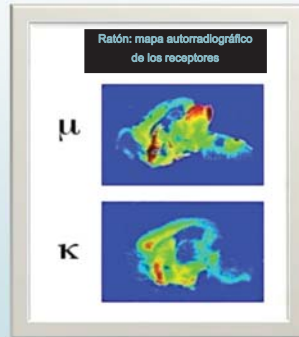 Ratón: mapa autorradiográfico
de los receptores
μ
κ